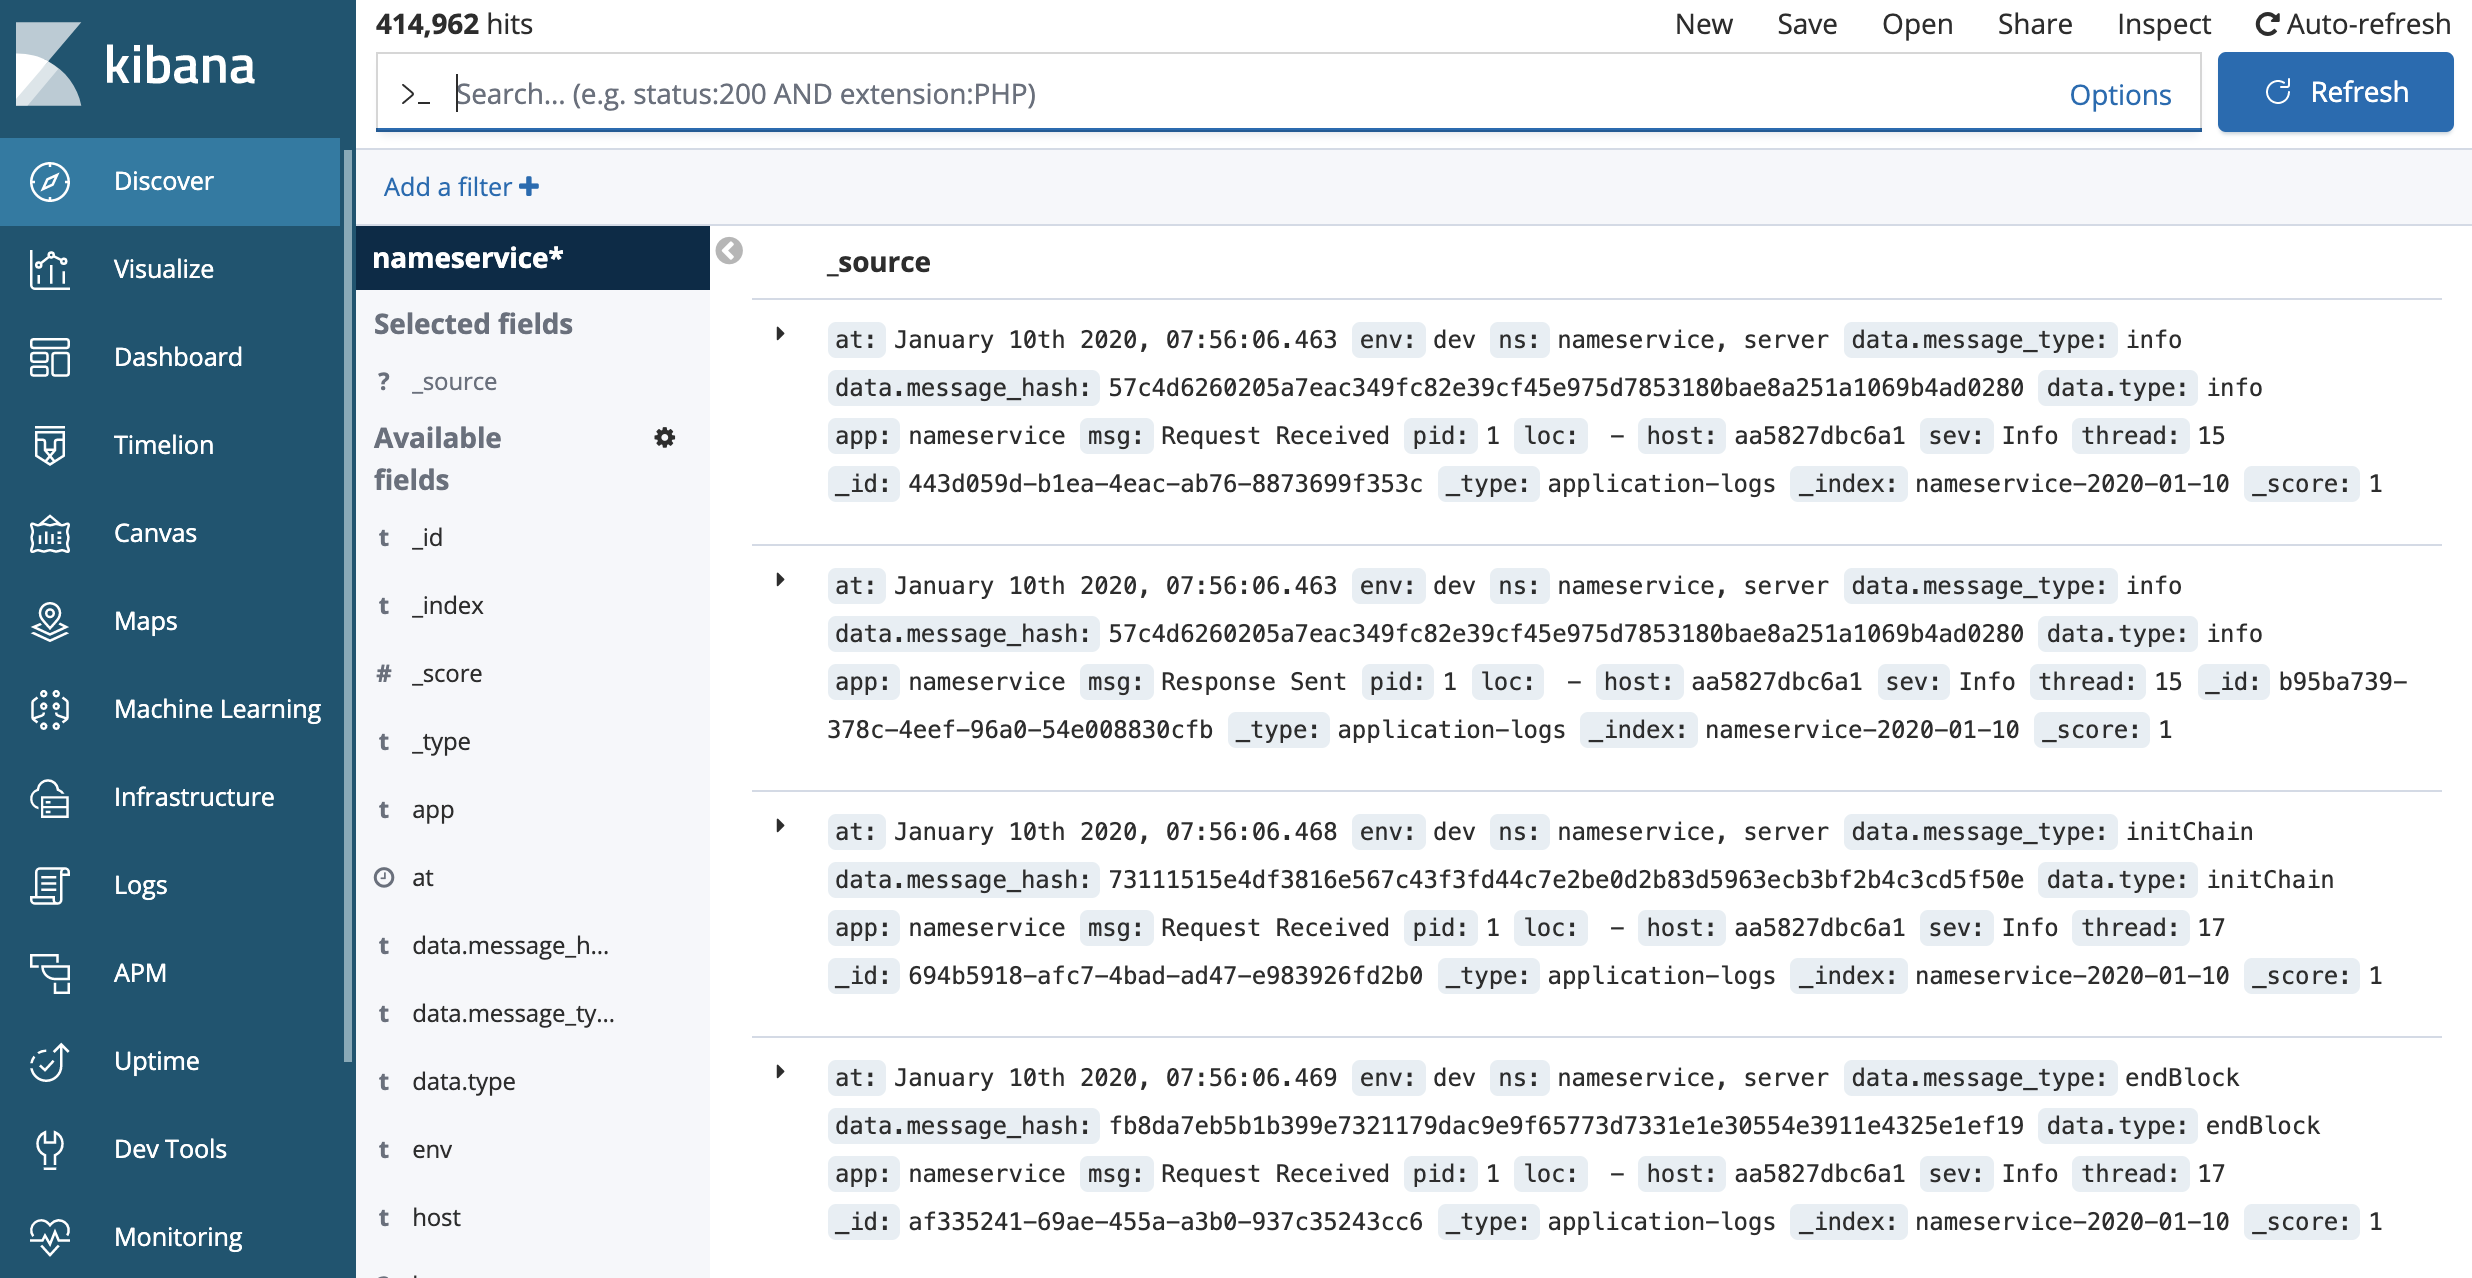 kibana
Discover
Visualize
Dashboard
Timelion
Canvas
Maps
Machine Learning
Infrastructure
Logs
APM
Uptime
Dev Tools
Monitoring
414,962 hits
New Save Open Share Inspect Auto-refresh
>_ Search... (e.g. status:200 AND extension:PHP) Options Refresh
Add a filter +
nameservice*
Selected fields
? _source
Available
fields
t _id
t _index
# _score
t _type
t app
at
t data.message_h...
t data.message_ty...
t data.type
t env
t host
_source
at: January 10th 2020, 07:56:06.463 env: dev ns: nameservice, server data.message_type: info
data.message_hash: 57c4d6260205a7eac349fc82e39cf45e975d7853180bae8a251a1069b4ad0280 data.type: info
app: nameservice msg: Request Received pid: 1 loc: - host: aa5827dbc6a1 sev: Info thread: 15
_id: 443d059d-b1ea-4eac-ab76-8873699f353c _type: application-logs _index: nameservice-2020-01-10 _score: 1
at: January 10th 2020, 07:56:06.463 env: dev ns: nameservice, server data.message_type: info
data.message_hash: 57c4d6260205a7eac349fc82e39cf45e975d7853180bae8a251a1069b4ad0280 data.type: info
app: nameservice msg: Response Sent pid: 1 loc: - host: aa5827dbc6a1 sev: Info thread: 15 _id: b95ba739-
378c-4eef-96a0-54e008830cfb _type: application-logs _index: nameservice-2020-01-10 _score: 1
at: January 10th 2020, 07:56:06.468 env: dev ns: nameservice, server data.message_type: initChain
data.message_hash: 73111515e4df3816e567c43f3fd44c7e2be0d2b83d5963ecb3bf2b4c3cd5f50e data.type: initChain
app: nameservice msg: Request Received pid: 1 loc: - host: aa5827dbc6a1 sev: Info thread: 17
_id: 694b5918-afc7-4bad-ad47-e983926fd2b0 _type: application-logs _index: nameservice-2020-01-10 _score: 1
at: January 10th 2020, 07:56:06.469 env: dev ns: nameservice, server data.message_type: endBlock
data.message_hash: fb8da7eb5b1b399e7321179dac9e9f65773d7331e1e30554e3911e4325e1ef19 data.type: endBlock
app: nameservice msg: Request Received pid: 1 loc: - host: aa5827dbc6a1 sev: Info thread: 17
_id: af335241-69ae-455a-a3b0-937c35243cc6 _type: application-logs _index: nameservice-2020-01-10 _score: 1